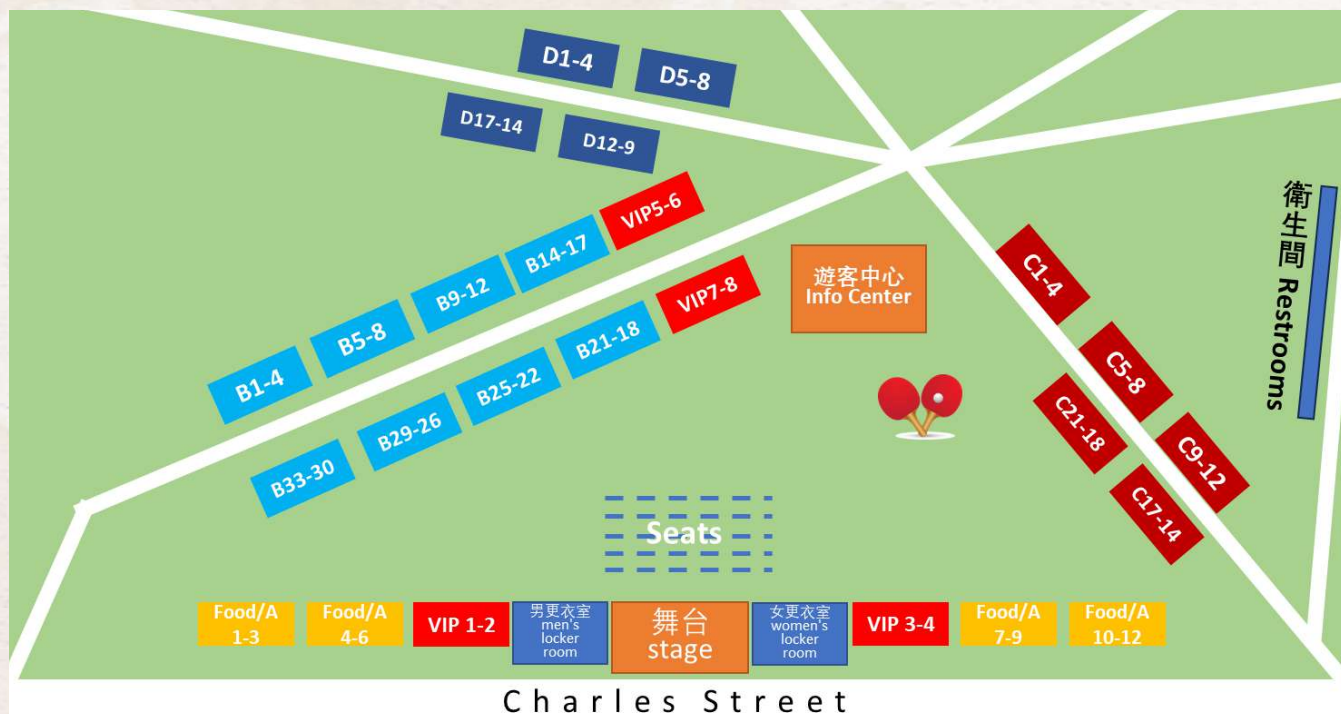 D1-4
D5-8
D17-14
D12-9
VIP5-6
B14-17
B9-12
B5-8
B1-4
VIP7-8
B21-18
B25-22
B29-26
B33-30
遊客中心
Info Center
C1-4
C5-8
C9-12
C21-18
C17-14
衛生間 Restrooms
Seats
Food/A
1-3
Food/A
4-6
VIP 1-2
男更衣室
men's
locker
room
舞台
stage
女更衣室
women's
locker
room
VIP 3-4
Food/A
7-9
Food/A
10-12
Charles Street